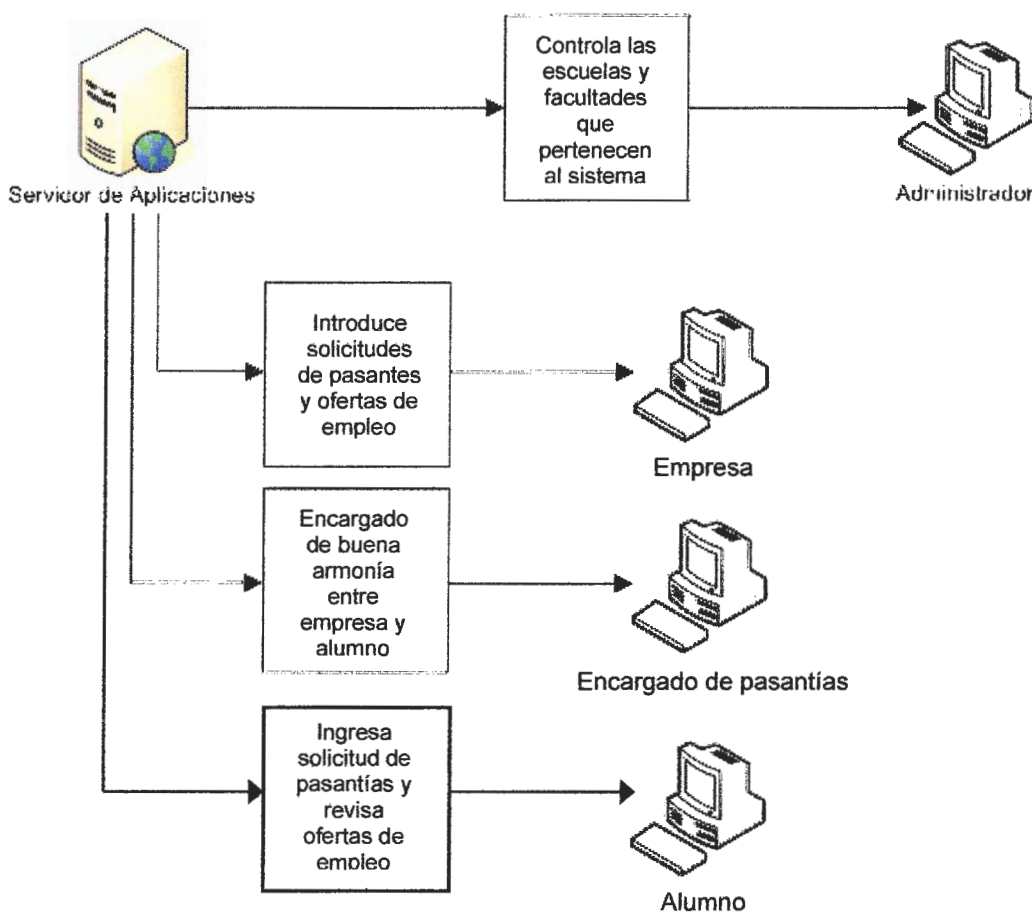 Controla las
escuelas y
facultades
que
pertenecen
al sistema
Servidor de Aplicaciones
Administrador
Introduce
solicitudes
de pasantes
y ofertas de
empleo
Empresa
Encargado
de buena
armonía
entre
empresa y
alumno
Encargado de pasantías
Ingresa
solicitud de
pasantías y
revisa
ofertas de
empleo
Alumno